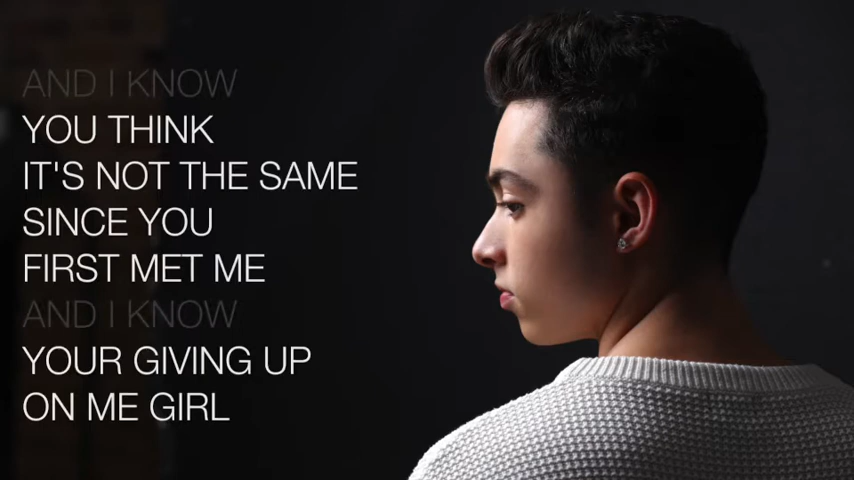 AND I KNOW
YOU THINK
IT'S NOT THE SAME
SINCE YOU
FIRST MET ME
AND I KNOW
YOUR GIVING UP
ON ME GIRL